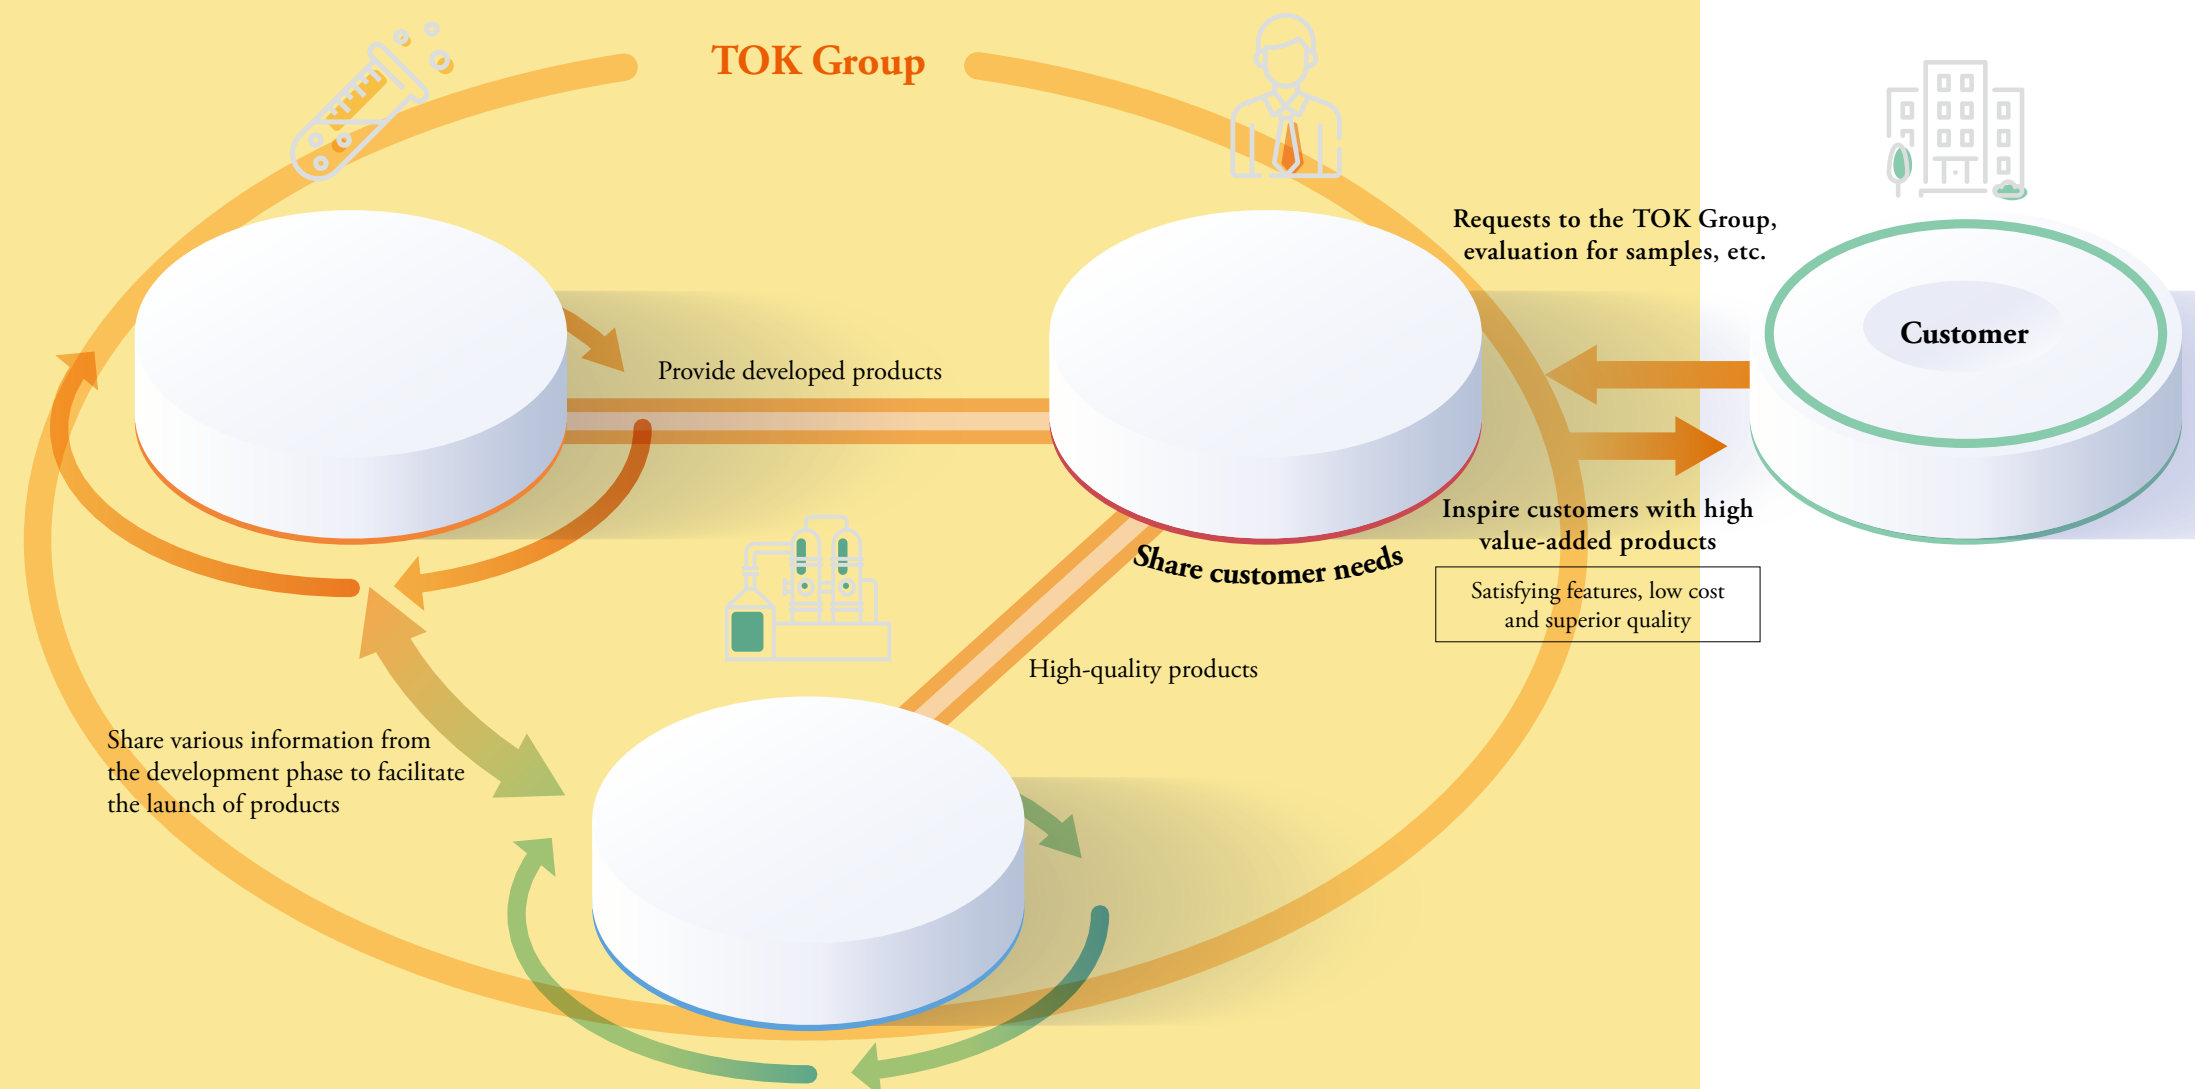 TOK Group
Requests to the TOK Group,
evaluation for samples, etc.
Customer
Provide developed products
Inspire customers with high
value-added products
Share customer needs
Satisfying features, low cost
and superior quality
High-quality products
Share various information from
the development phase to facilitate
the launch of products